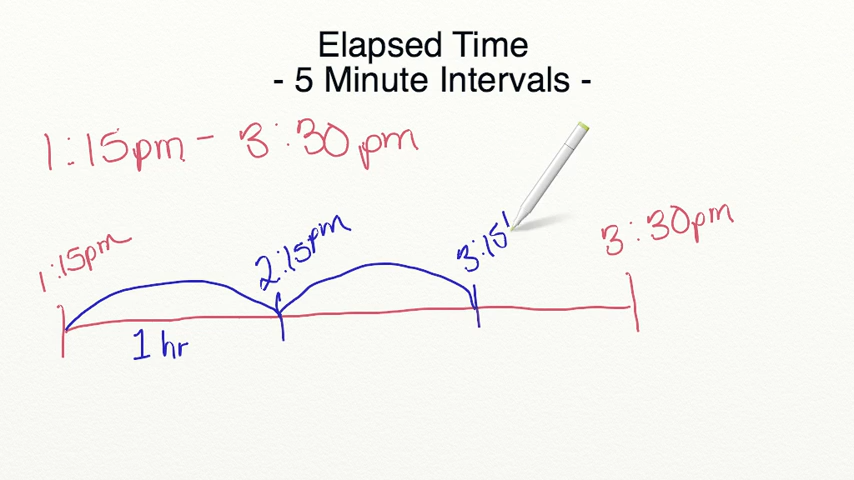 Elapsed Time
- 5 Minute Intervals -
1:15pm - 3:30pm
1:15pm
2:15pm
3:15
3:30pm
1 hr